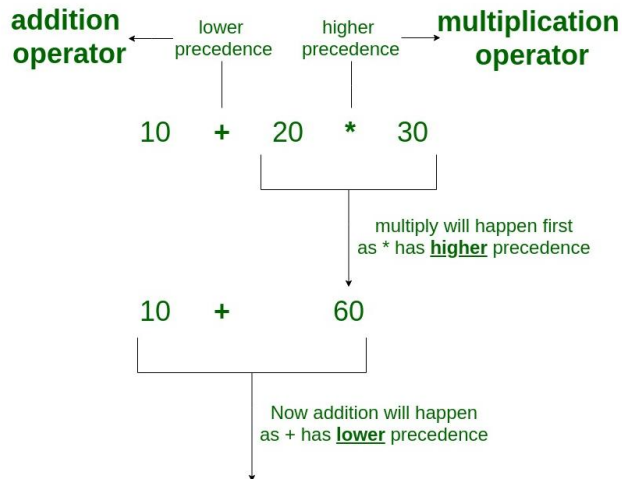 addition
operator
lower
precedence
higher
precedence
multiplication
operator
10 + 20 * 30
multiply will happen first
as * has higher precedence
10 + 60
Now addition will happen
as + has lower precedence